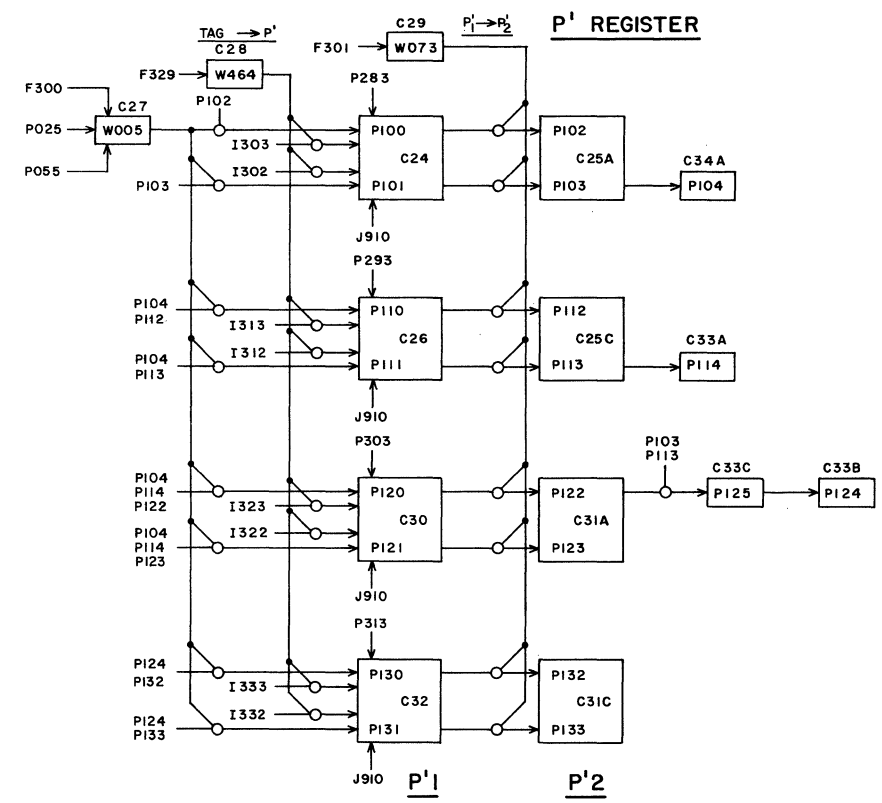 P' REGISTER
TAG → P'
C28
W464
F329
C29
P'1→P'2
F301
W073
F300
P025
P055
C27
W005
P102
P283
I303
I302
P103
P100
C24
P101
J910
P102
C25A
P103
C34A
P104
P293
P104
P112
I313
I312
P104
P113
P110
C26
P111
J910
P112
C25C
P113
C33A
P114
P303
P104
P114
P122
I323
I322
P104
P114
P123
P120
C30
P121
J910
P122
C31A
P123
P103
P113
C33C
P125
C33B
P124
P313
P124
P132
I333
I332
P124
P133
P130
C32
P131
J910
P132
C31C
P133
P'1
P'2